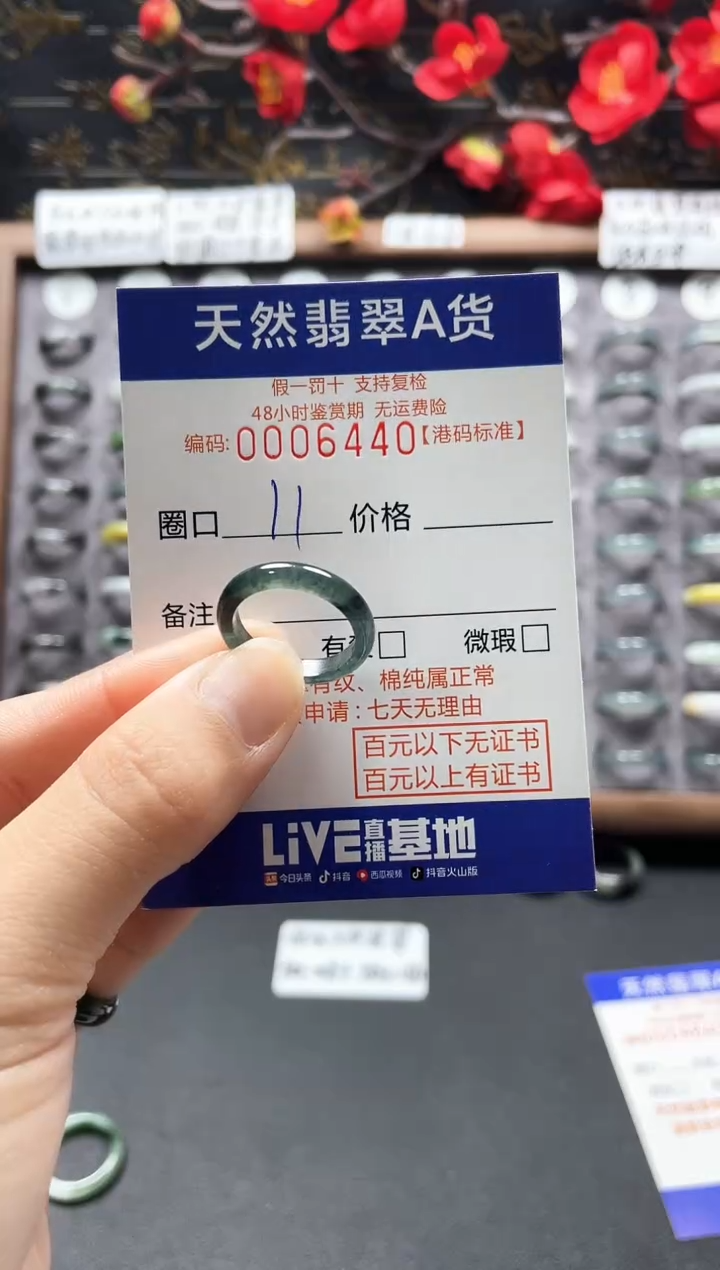 天然翡翠A货
假一罚十 支持复检
48小时鉴赏期 无运费险
编码: 0006440【港码标准】
圈口 11 价格
备注
有 微瑕
有纹、棉纯属正常
申请：七天无理由
百元以下无证书
百元以上有证书
LiVE直播基地
今日头条 抖音 西瓜视频 抖音火山版